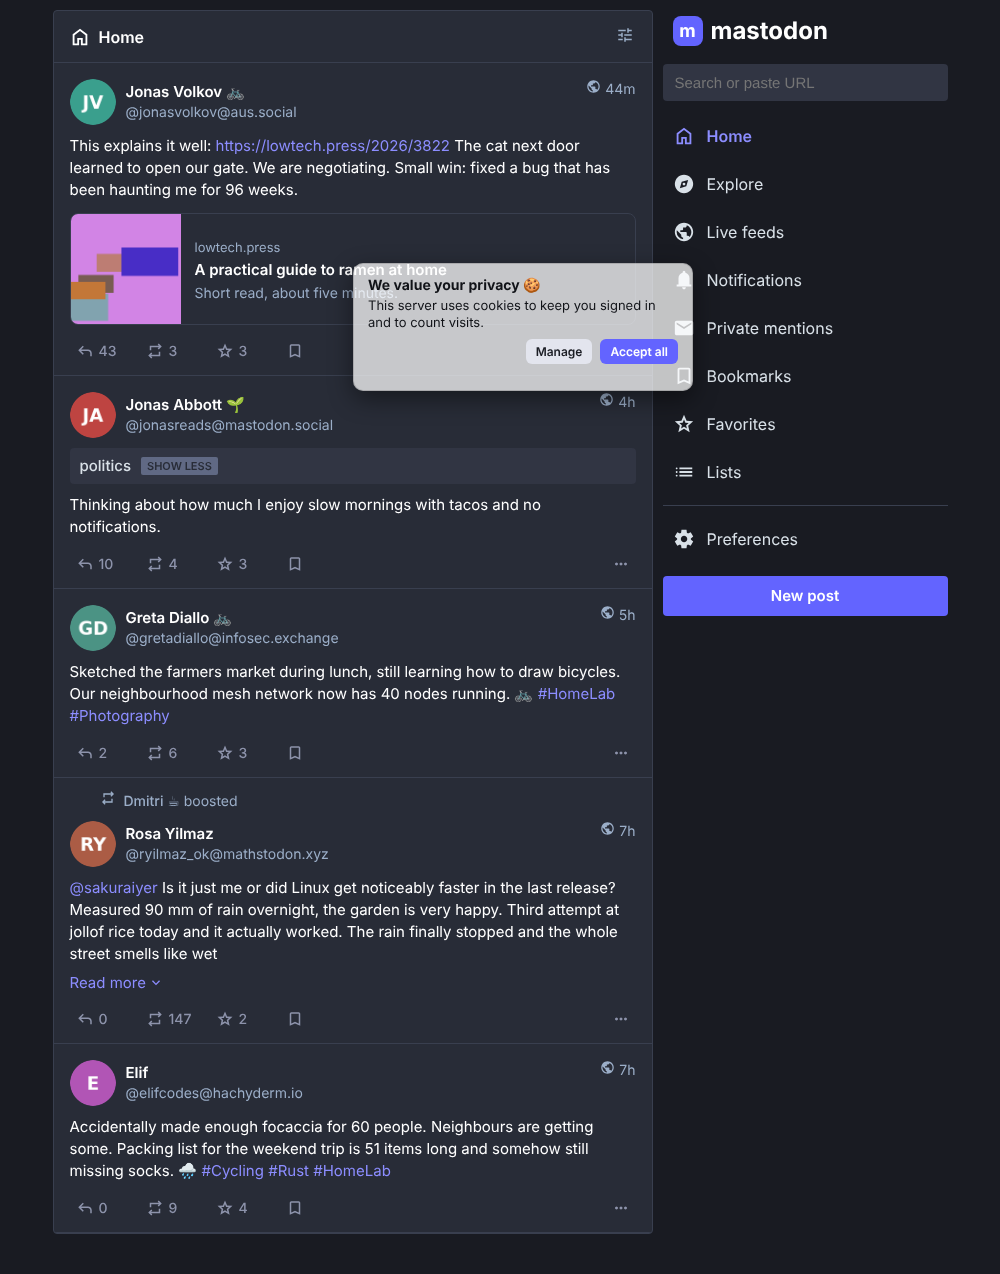 Home
JV
Jonas Volkov 🚲
44m
@jonasvolkov@aus.social
This explains it well: https://lowtech.press/2026/3822 The cat next door
learned to open our gate. We are negotiating. Small win: fixed a bug that has
been haunting me for 96 weeks.
lowtech.press
A practical guide to ramen at home
Short read, about five minutes.
43
3
3
We value your privacy 🍪
This server uses cookies to keep you signed in
and to count visits.
Manage
Accept all
JA
Jonas Abbott 🌱
4h
@jonasreads@mastodon.social
politics
SHOW LESS
Thinking about how much I enjoy slow mornings with tacos and no
notifications.
10
4
3
GD
Greta Diallo 🚲
5h
@gretadiallo@infosec.exchange
Sketched the farmers market during lunch, still learning how to draw bicycles.
Our neighbourhood mesh network now has 40 nodes running. 🚲 #HomeLab
#Photography
2
6
3
Dmitri ☕ boosted
RY
Rosa Yilmaz
7h
@ryilmaz_ok@mathstodon.xyz
@sakuraiyer Is it just me or did Linux get noticeably faster in the last release?
Measured 90 mm of rain overnight, the garden is very happy. Third attempt at
jollof rice today and it actually worked. The rain finally stopped and the whole
street smells like wet
Read more
0
147
2
E
Elif
7h
@elifcodes@hachyderm.io
Accidentally made enough focaccia for 60 people. Neighbours are getting
some. Packing list for the weekend trip is 51 items long and somehow still
missing socks. 🌧️ #Cycling #Rust #HomeLab
0
9
4
m mastodon
Search or paste URL
Home
Explore
Live feeds
Notifications
Private mentions
Bookmarks
Favorites
Lists
Preferences
New post